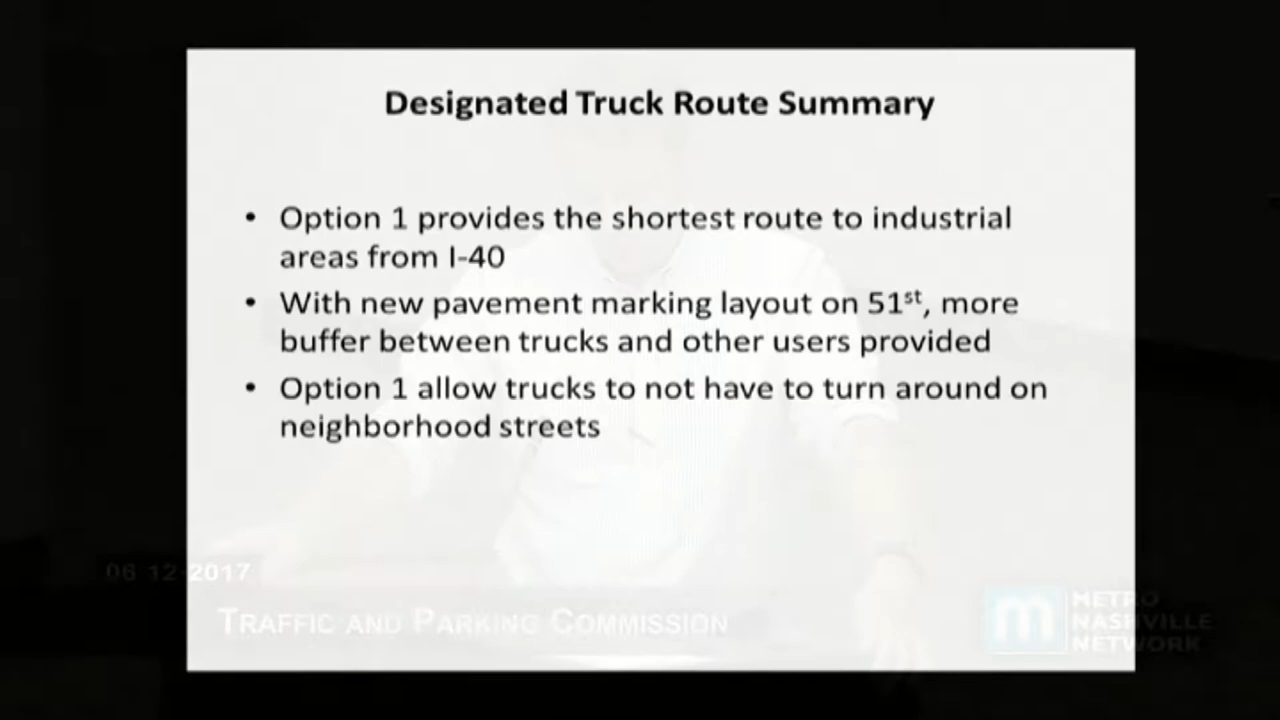 Designated Truck Route Summary
• Option 1 provides the shortest route to industrial
areas from I-40
• With new pavement marking layout on 51st, more
buffer between trucks and other users provided
• Option 1 allow trucks to not have to turn around on
neighborhood streets
06 12 2017
TRAFFIC AND PARKING COMMISSION
m
METRO
NASHVILLE
NETWORK